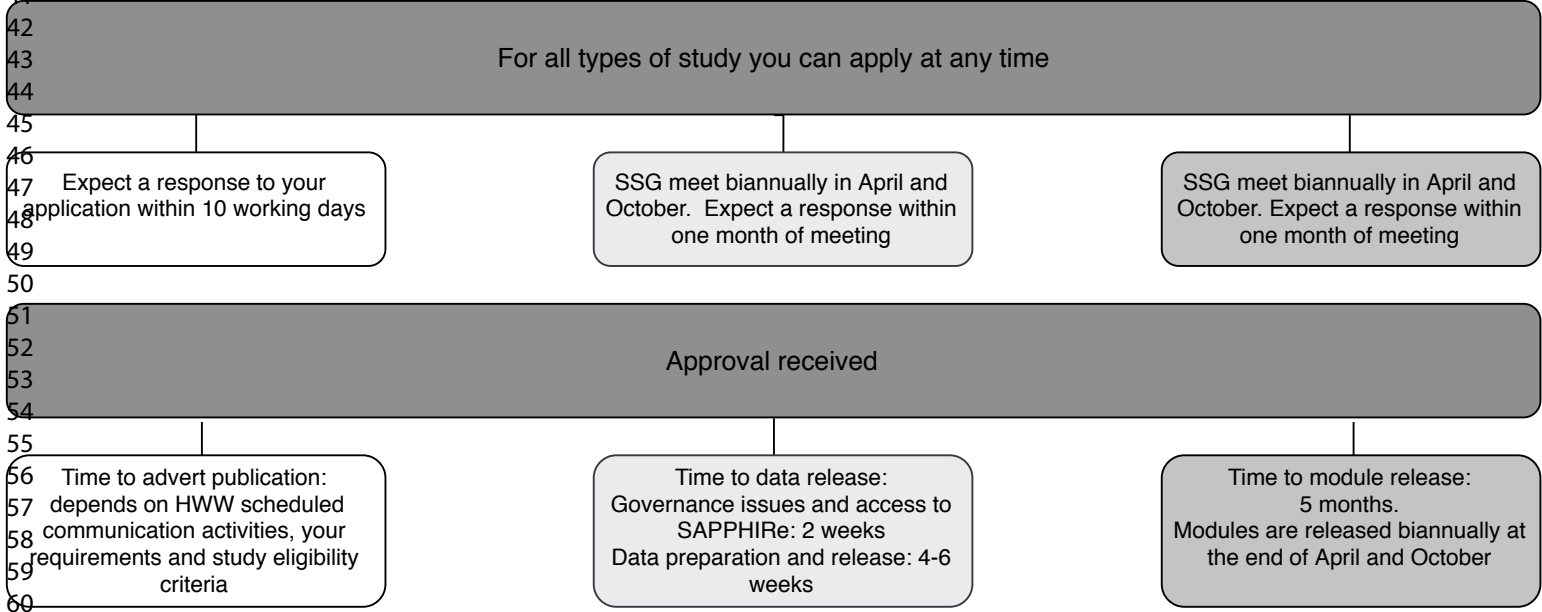 42
43
44
45
46
47
48
49
50
51
52
53
54
55
56
57
58
59
60
For all types of study you can apply at any time
Expect a response to your
application within 10 working days
SSG meet biannually in April and
October. Expect a response within
one month of meeting
SSG meet biannually in April and
October. Expect a response within
one month of meeting
Approval received
Time to advert publication:
depends on HWW scheduled
communication activities, your
requirements and study eligibility
criteria
Time to data release:
Governance issues and access to
SAPPHIRe: 2 weeks
Data preparation and release: 4-6
weeks
Time to module release:
5 months.
Modules are released biannually at
the end of April and October